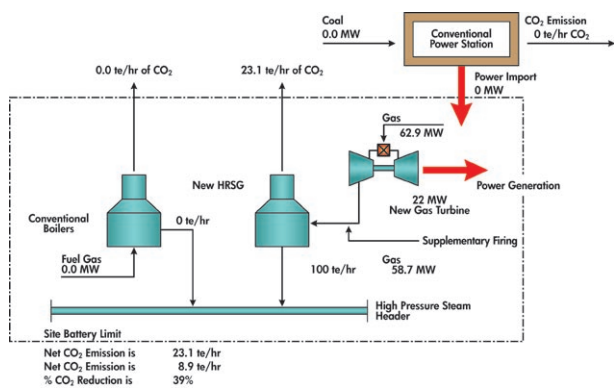 Coal
0.0 MW
Conventional
Power Station
CO2 Emission
0 te/hr CO2
Power Import
0 MW
0.0 te/hr of CO2
23.1 te/hr of CO2
Gas
62.9 MW
New HRSG
Power Generation
22 MW
New Gas Turbine
Conventional
Boilers
0 te/hr
Supplementary Firing
Fuel Gas
0.0 MW
100 te/hr
Gas
58.7 MW
High Pressure Steam
Header
Site Battery Limit
Net CO2 Emission is 23.1 te/hr
Net CO2 Emission is 8.9 te/hr
% CO2 Reduction is 39%